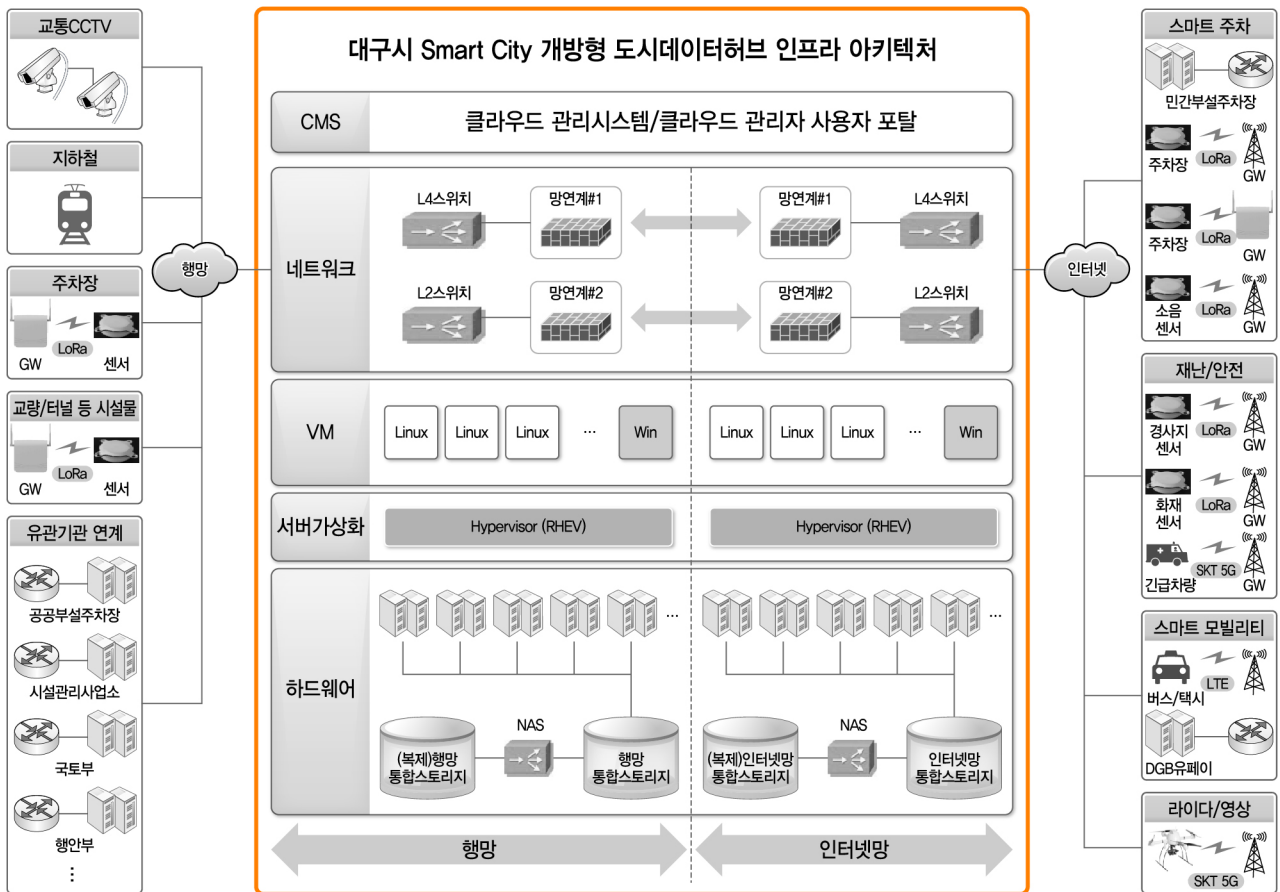 대구시 Smart City 개방형 도시데이터허브 인프라 아키텍처
교통CCTV
지하철
주차장
GW
LoRa
센서
교량/터널 등 시설물
GW
LoRa
센서
유관기관 연계
공공부설주차장
시설관리사업소
국토부
행안부
⋮
행망
CMS
클라우드 관리시스템/클라우드 관리자 사용자 포탈
네트워크
L4스위치
망연계#1
망연계#1
L4스위치
L2스위치
망연계#2
망연계#2
L2스위치
VM
Linux
Linux
Linux
...
Win
Linux
Linux
Linux
...
Win
서버가상화
Hypervisor (RHEV)
Hypervisor (RHEV)
하드웨어
...
...
(복제)행망
통합스토리지
NAS
행망
통합스토리지
(복제)인터넷망
통합스토리지
NAS
인터넷망
통합스토리지
행망
인터넷망
인터넷
스마트 주차
민간부설주차장
주차장
LoRa
GW
주차장
LoRa
GW
소음
센서
LoRa
GW
재난/안전
경사지
센서
LoRa
GW
화재
센서
LoRa
GW
긴급차량
SKT 5G
GW
스마트 모빌리티
버스/택시
LTE
DGB유페이
라이다/영상
SKT 5G